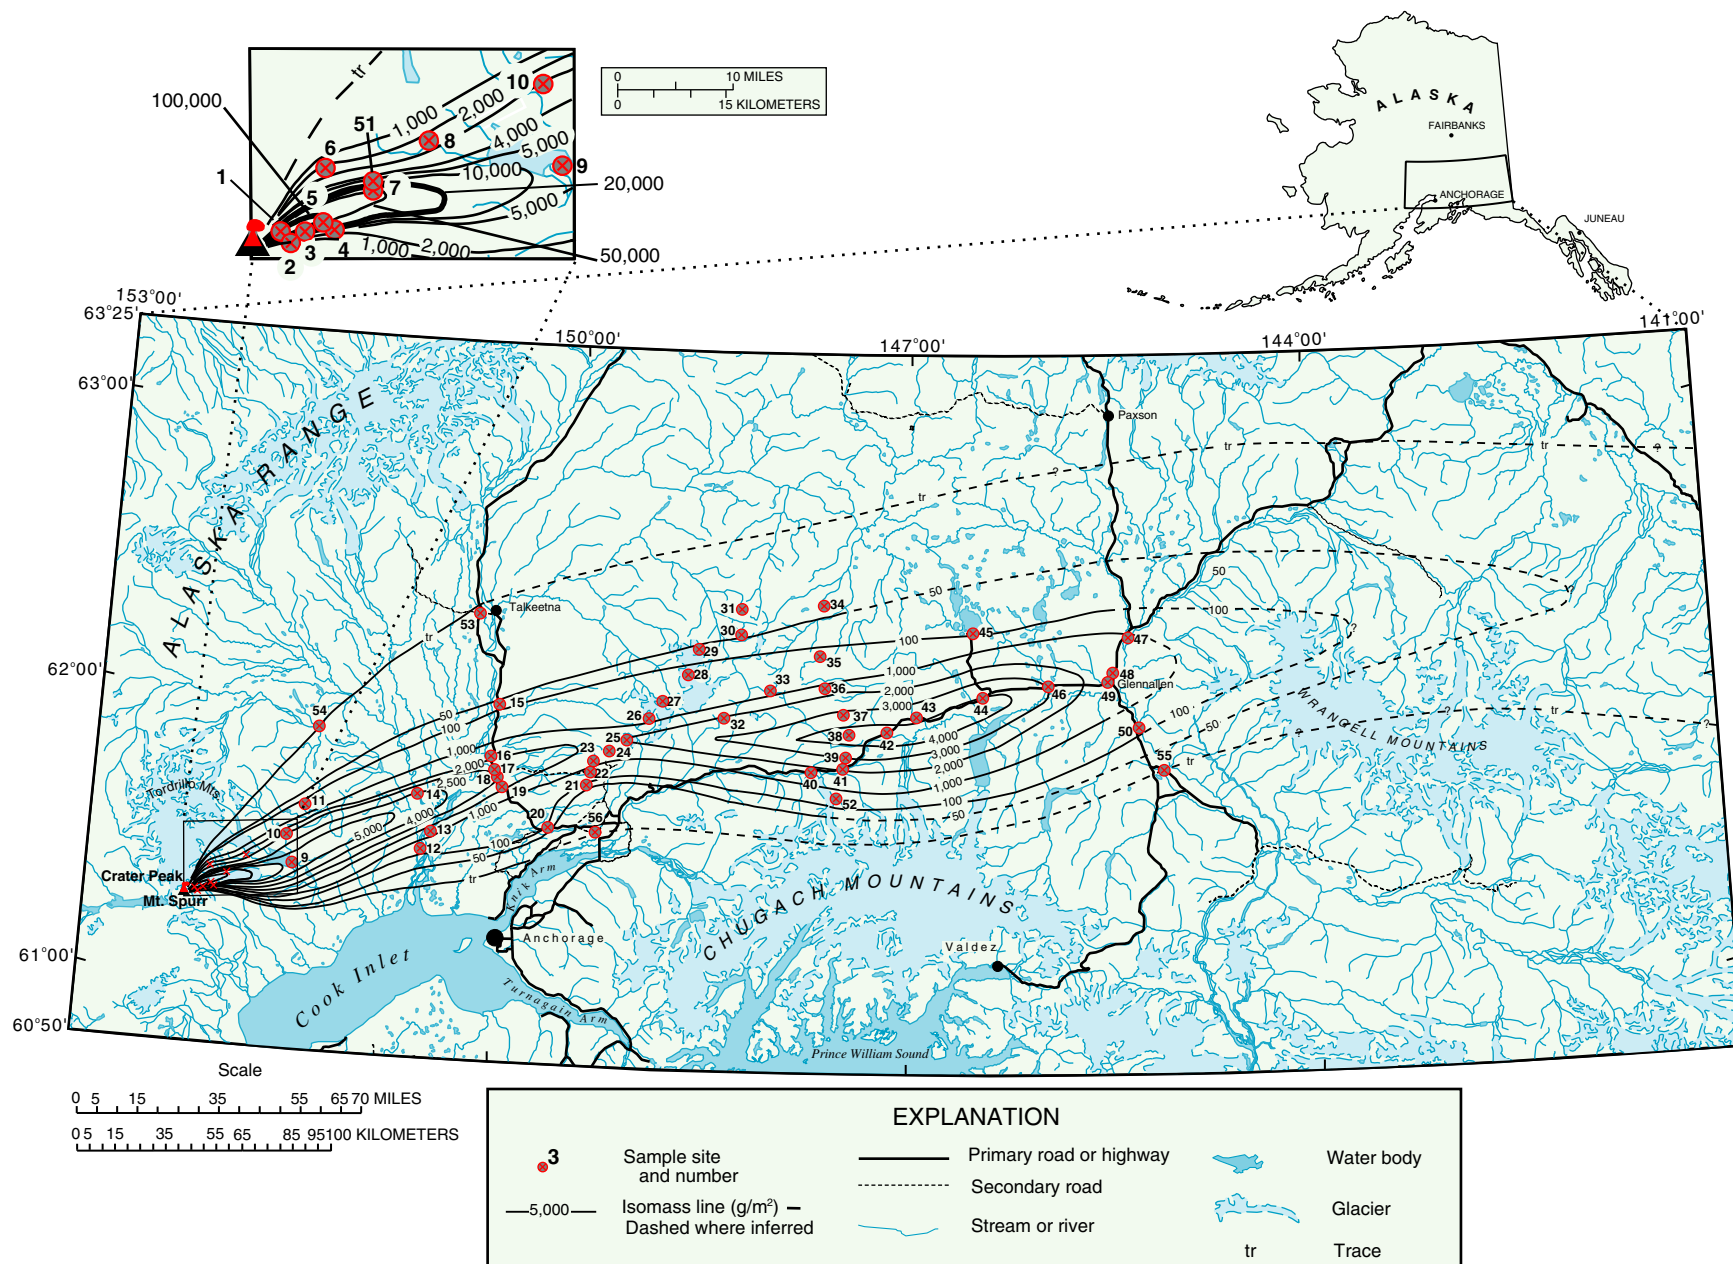 tr
10
0 10 MILES
0 15 KILOMETERS
100,000
1,000
2,000
51
6
8
4,000
5,000
9
10,000
1
5
7
20,000
5,000
2
3
4
1,000
2,000
50,000
ALASKA
FAIRBANKS
ANCHORAGE
JUNEAU
153°00'
63°25'
150°00'
147°00'
144°00'
141°00'
63°00'
62°00'
61°00'
60°50'
ALASKA RANGE
Paxson
tr
tr
?
tr
?
50
50
?
Talkeetna
53
tr
31
34
30
100
45
100
?
47
29
35
28
1,000
48
Glennallen
49
33
36
2,000
46
27
3,000
44
54
50
15
26
32
37
43
100
50
WRANGELL MOUNTAINS
?
tr
?
?
100
25
38
42
4,000
50
1,000
16
23
24
39
3,000
55
tr
2,000
17
22
40
41
2,000
2,500
18
21
1,000
Tordrillo Mts
11
14
19
52
100
4,000
1,000
50
5,000
13
20
56
10
12
100
9
50
tr
Crater Peak
Mt. Spurr
Knik Arm
CHUGACH MOUNTAINS
Anchorage
Valdez
Cook Inlet
Turnagain Arm
Prince William Sound
Scale
0 5 15 35 55 65 70 MILES
0 5 15 35 55 65 85 95 100 KILOMETERS
EXPLANATION
3
Sample site
and number
5,000
Isomass line (g/m²)
Dashed where inferred
Primary road or highway
Secondary road
Stream or river
Water body
Glacier
tr Trace